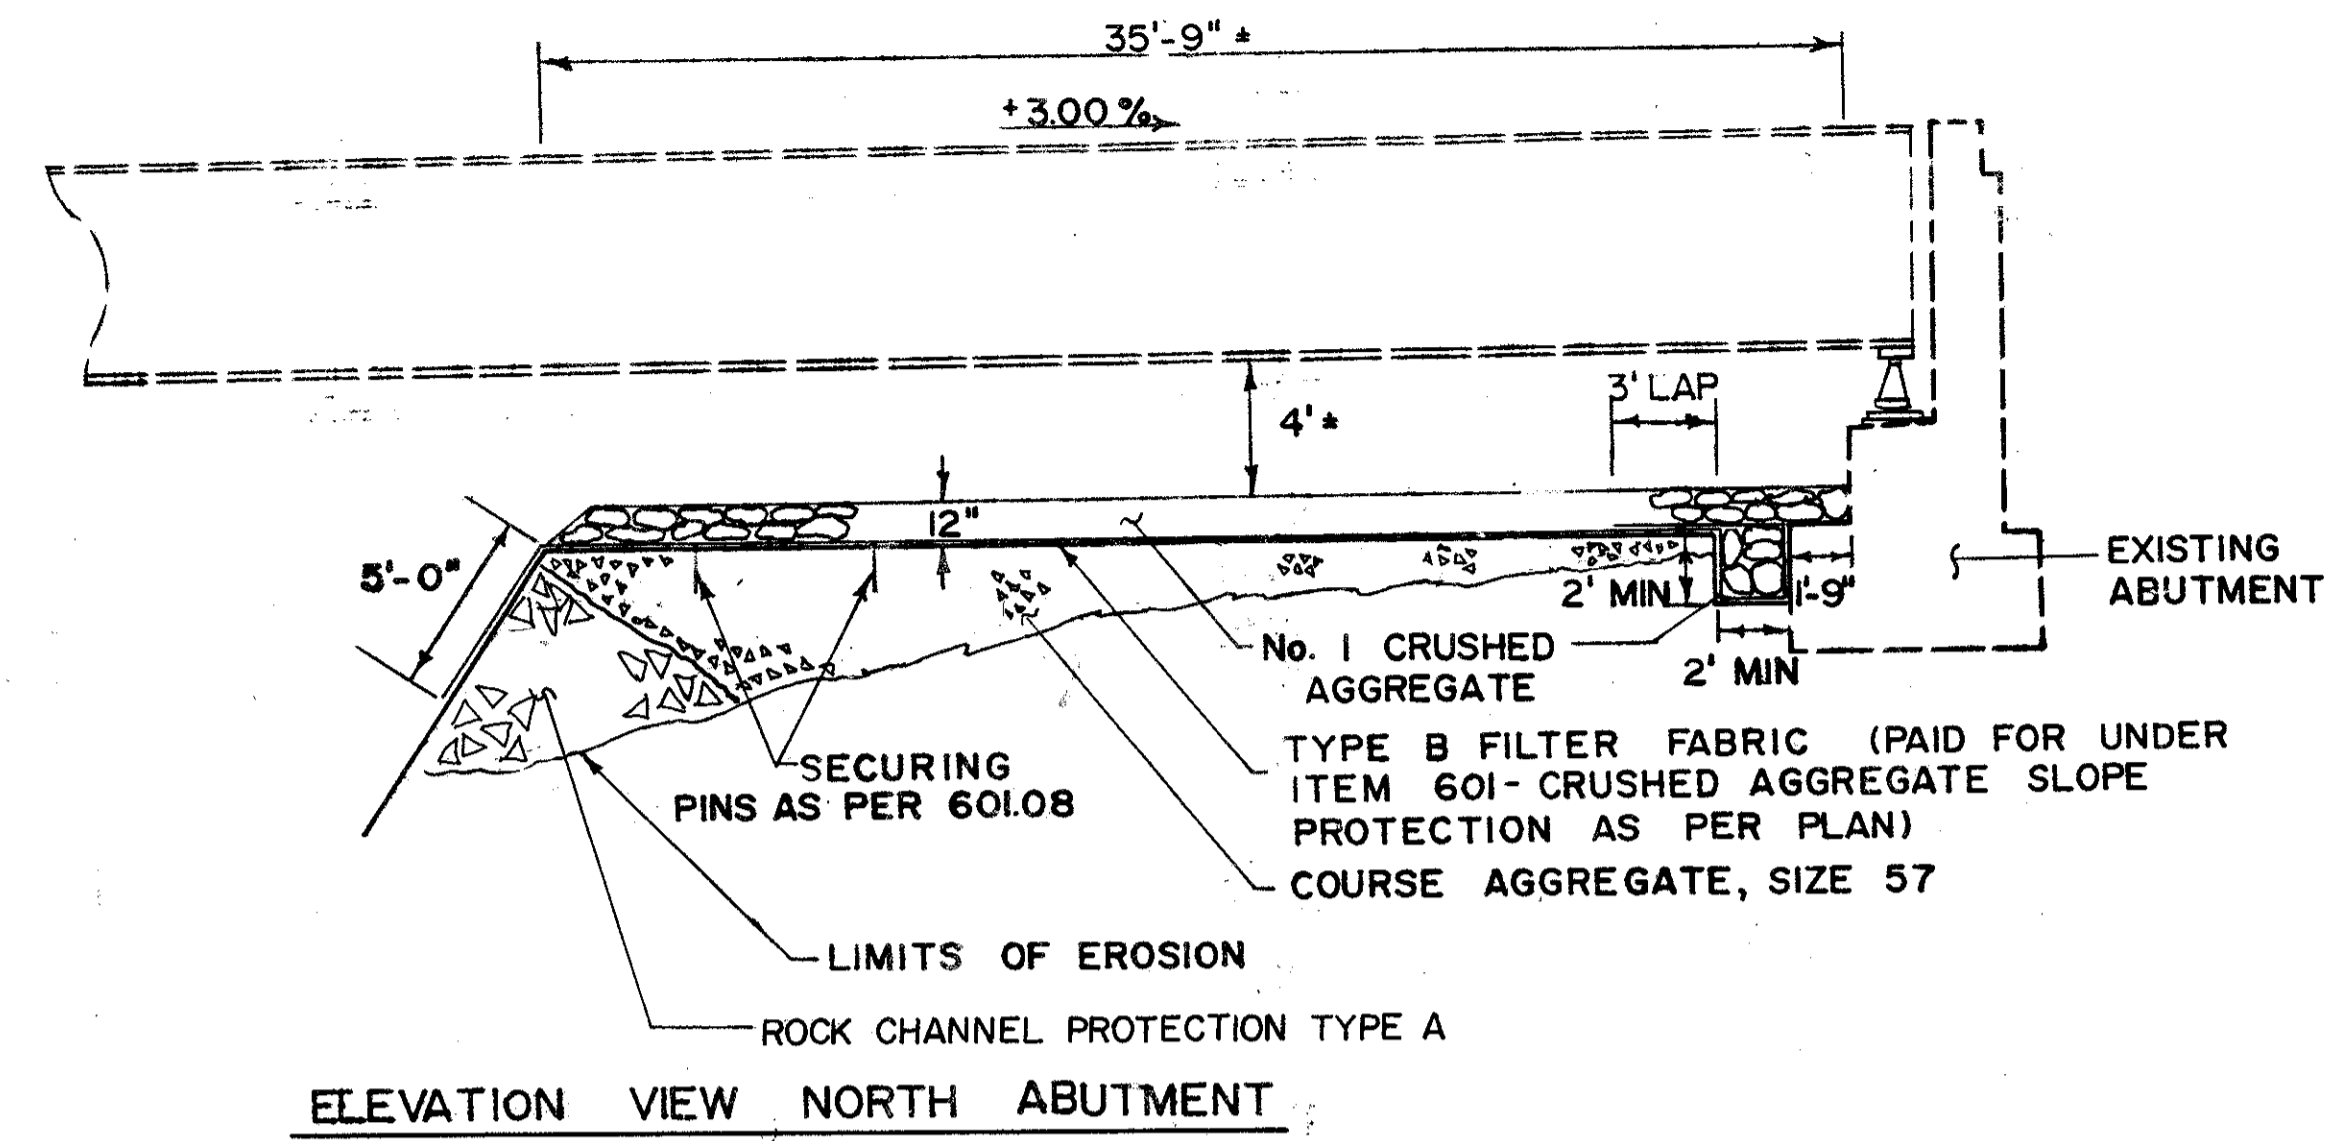 35'-9" ±
+3.00 %
3' LAP
4' ±
12"
5'-0"
EXISTING
ABUTMENT
2' MIN
1'-9"
No. 1 CRUSHED
AGGREGATE
2' MIN
TYPE B FILTER FABRIC (PAID FOR UNDER
ITEM 601- CRUSHED AGGREGATE SLOPE
PROTECTION AS PER PLAN)
SECURING
PINS AS PER 601.08
COURSE AGGREGATE, SIZE 57
LIMITS OF EROSION
ROCK CHANNEL PROTECTION TYPE A
ELEVATION VIEW NORTH ABUTMENT